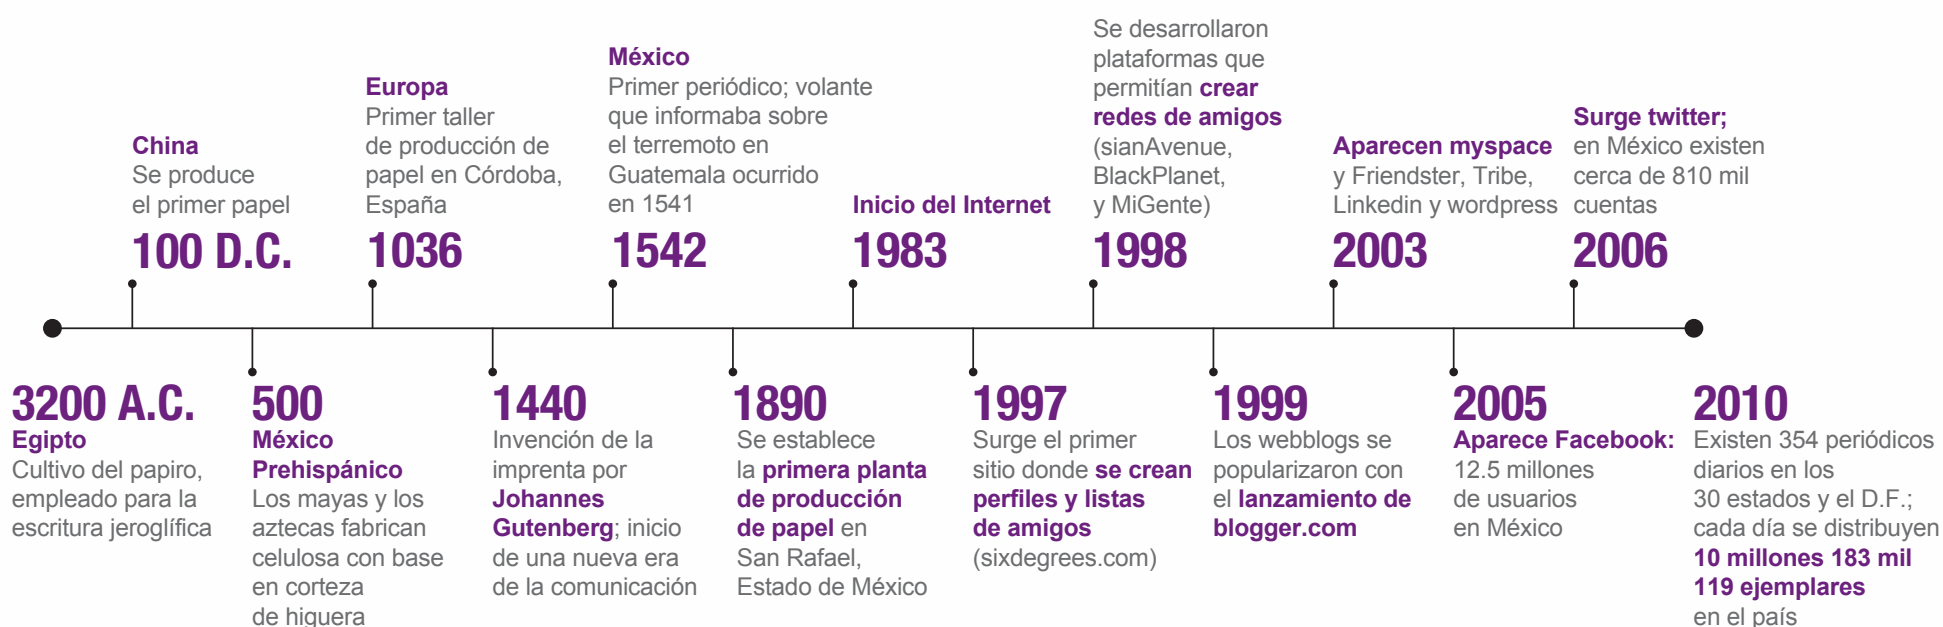 China
Se produce
el primer papel
100 D.C.
Europa
Primer taller
de producción de
papel en Córdoba,
España
1036
México
Primer periódico; volante
que informaba sobre
el terremoto en
Guatemala ocurrido
en 1541
1542
Inicio del Internet
1983
Se desarrollaron
plataformas que
permitían crear
redes de amigos
(sianAvenue,
BlackPlanet,
y MiGente)
1998
Aparecen myspace
y Friendster, Tribe,
Linkedin y wordpress
2003
Surge twitter;
en México existen
cerca de 810 mil
cuentas
2006
3200 A.C.
Egipto
Cultivo del papiro,
empleado para la
escritura jeroglífica
500
México
Prehispánico
Los mayas y los
aztecas fabrican
celulosa con base
en corteza
de higuera
1440
Invención de la
imprenta por
Johannes
Gutenberg; inicio
de una nueva era
de la comunicación
1890
Se establece
la primera planta
de producción
de papel en
San Rafael,
Estado de México
1997
Surge el primer
sitio donde se crean
perfiles y listas
de amigos
(sixdegrees.com)
1999
Los webblogs se
popularizaron con
el lanzamiento de
blogger.com
2005
Aparece Facebook:
12.5 millones
de usuarios
en México
2010
Existen 354 periódicos
diarios en los
30 estados y el D.F.;
cada día se distribuyen
10 millones 183 mil
119 ejemplares
en el país